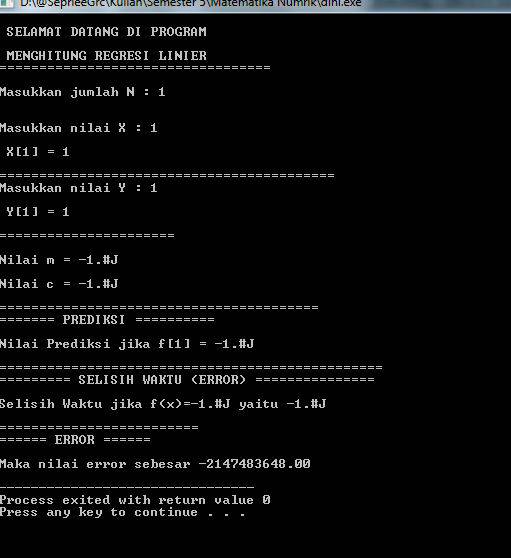 D:\@SepheeGrc\Kuliah\Semester 5\Matematika Numrik\dini.exe
SELAMAT DATANG DI PROGRAM
MENGHITUNG REGRESI LINIER
==================================
Masukkan jumlah N : 1
Masukkan nilai X : 1
X[1] = 1
==========================================
Masukkan nilai Y : 1
Y[1] = 1
======================
Nilai m = -1.#J
Nilai c = -1.#J
========================================
======= PREDIKSI ==========
Nilai Prediksi jika f[1] = -1.#J
================================================
========= SELISIH WAKTU (ERROR) ===============
Selisih Waktu jika f(x)=-1.#J yaitu -1.#J
=========================
====== ERROR ======
Maka nilai error sebesar -2147483648.00
--------------------------------
Process exited with return value 0
Press any key to continue . . .